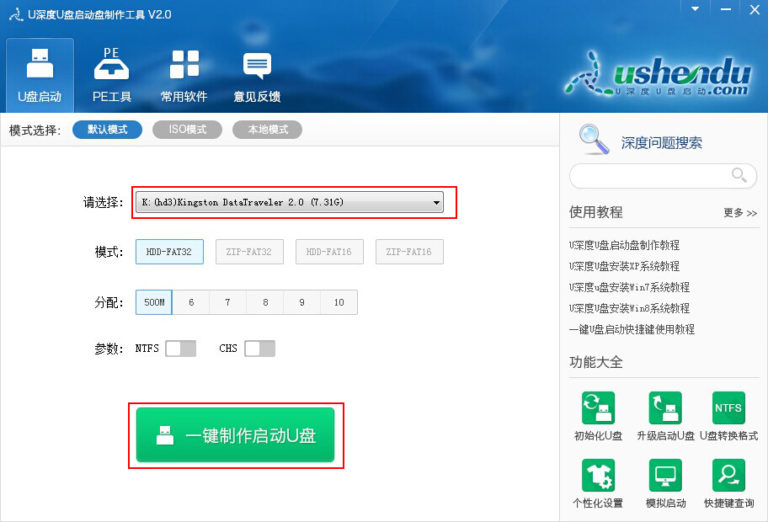 U深度U盘启动盘制作工具 V2.0
U盘启动
PE
PE工具
常用软件
意见反馈
ushendu
U深度U盘启动.com
模式选择: 默认模式 ISO模式 本地模式
请选择: K:(hd3)Kingston DataTraveler 2.0 (7.31G)
模式: HDD-FAT32 ZIP-FAT32 HDD-FAT16 ZIP-FAT16
分配: 500M 6 7 8 9 10
参数: NTFS CHS
一键制作启动U盘
深度问题搜索
使用教程 更多 >>
U深度U盘启动盘制作教程
U深度U盘安装XP系统教程
U深度u盘安装Win7系统教程
U深度U盘安装Win8系统教程
一键U盘启动快捷键使用教程
功能大全
NTFS
初始化U盘 升级启动U盘 U盘转换格式
个性化设置 模拟启动 快捷键查询